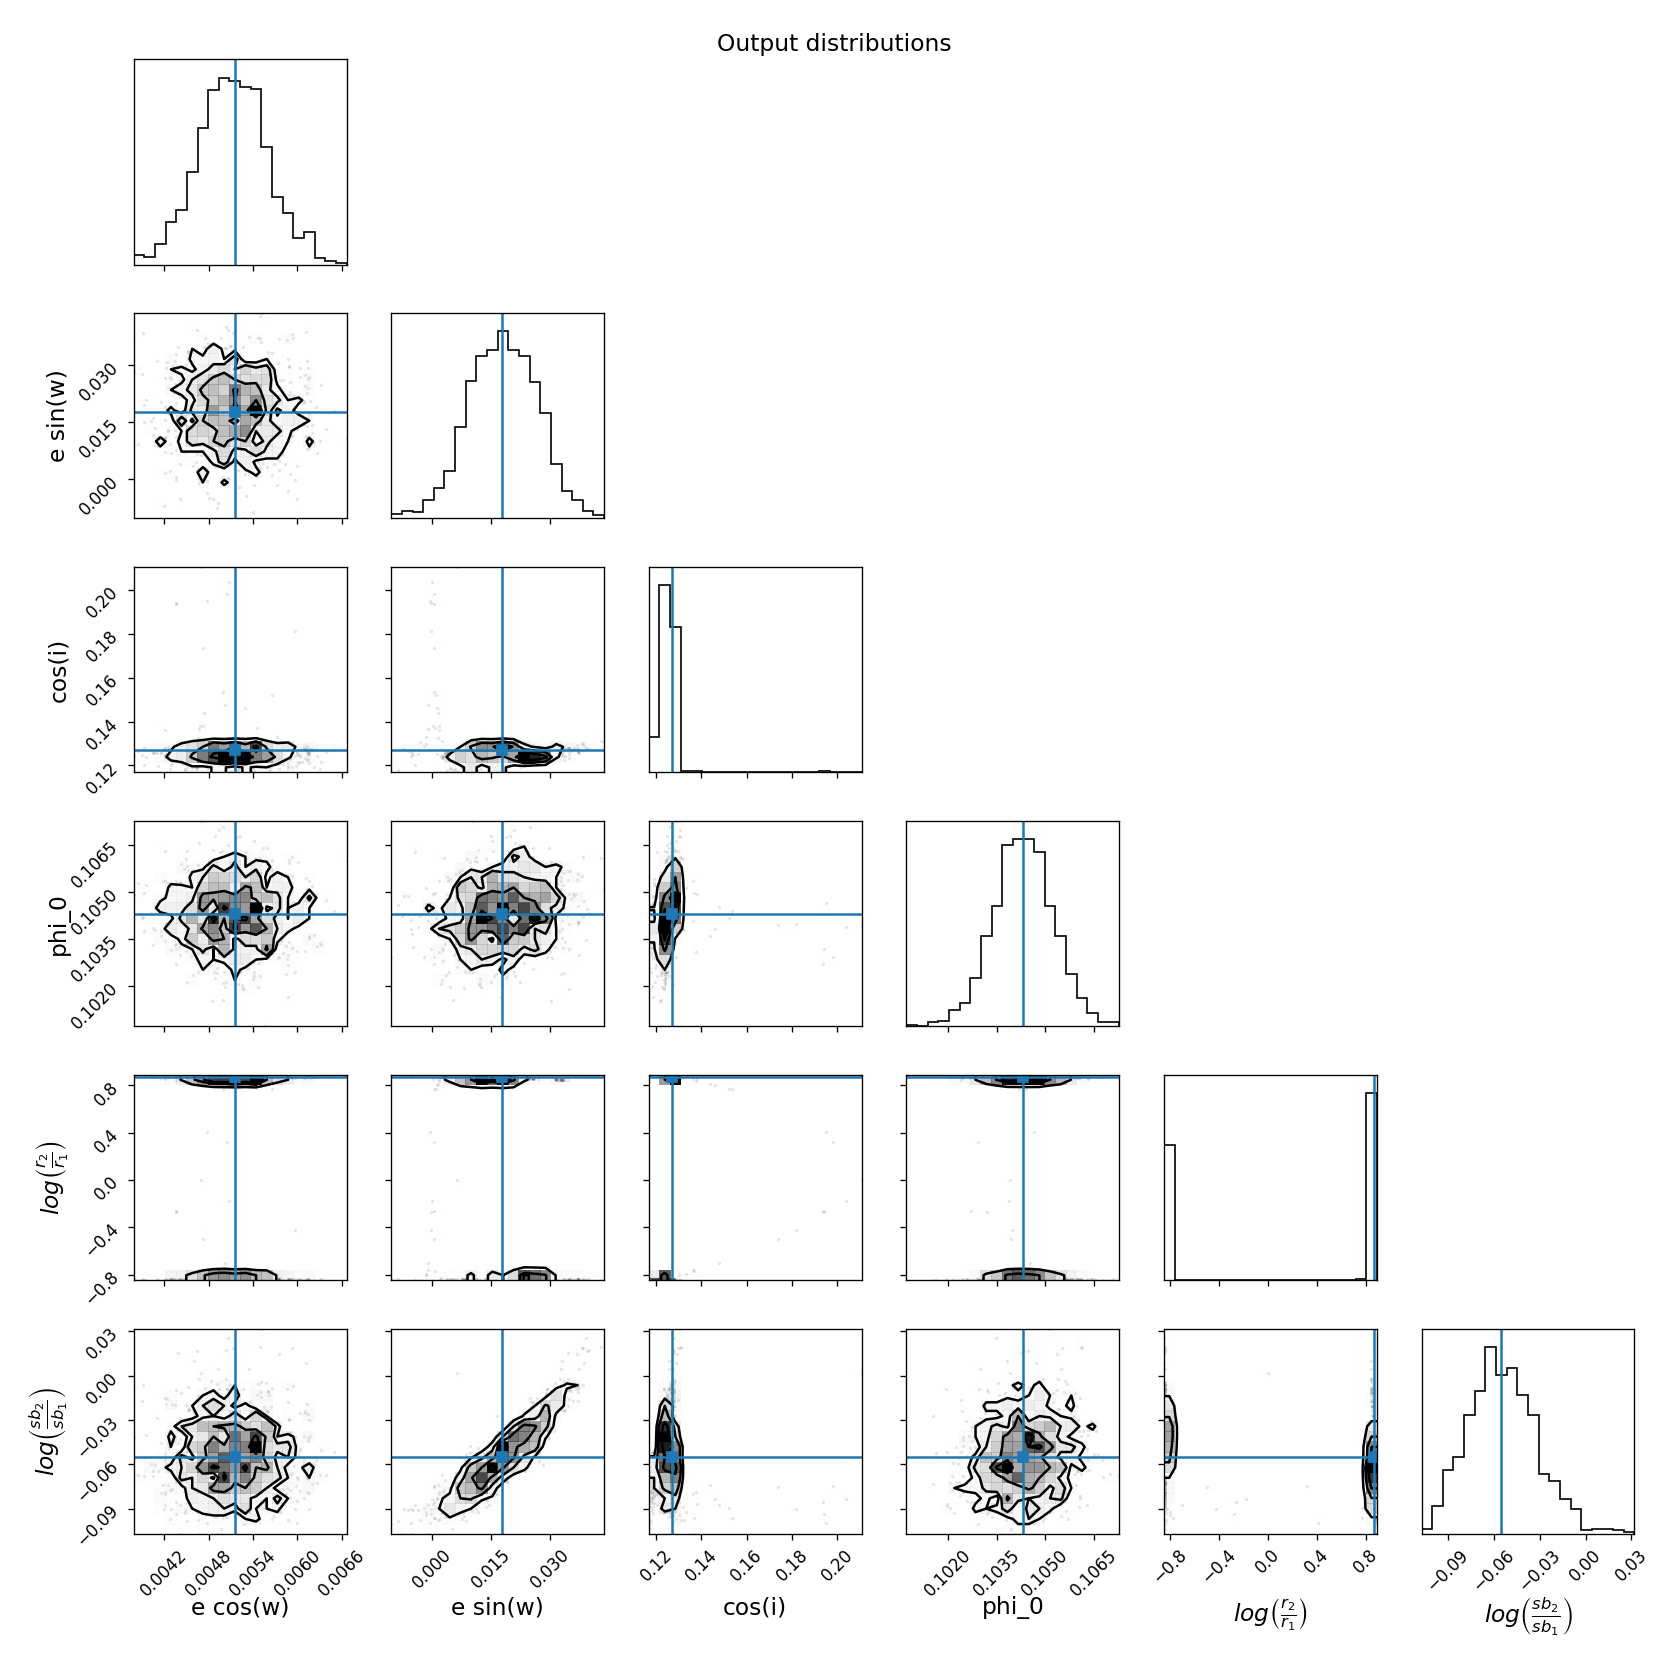 Output distributions
e sin(w)
0.030
0.015
0.000
cos(i)
0.20
0.18
0.16
0.14
0.12
phi_0
0.1065
0.1050
0.1035
0.1020
log(r2/r1)
0.8
0.4
0.0
−0.4
−0.8
log(sb2/sb1)
0.03
0.00
−0.03
−0.06
−0.09
0.0042 0.0048 0.0054 0.0060 0.0066
e cos(w)
0.000 0.015 0.030
e sin(w)
0.12 0.14 0.16 0.18 0.20
cos(i)
0.1020 0.1035 0.1050 0.1065
phi_0
−0.8 −0.4 0.0 0.4 0.8
log(r2/r1)
−0.09 −0.06 −0.03 0.00 0.03
log(sb2/sb1)